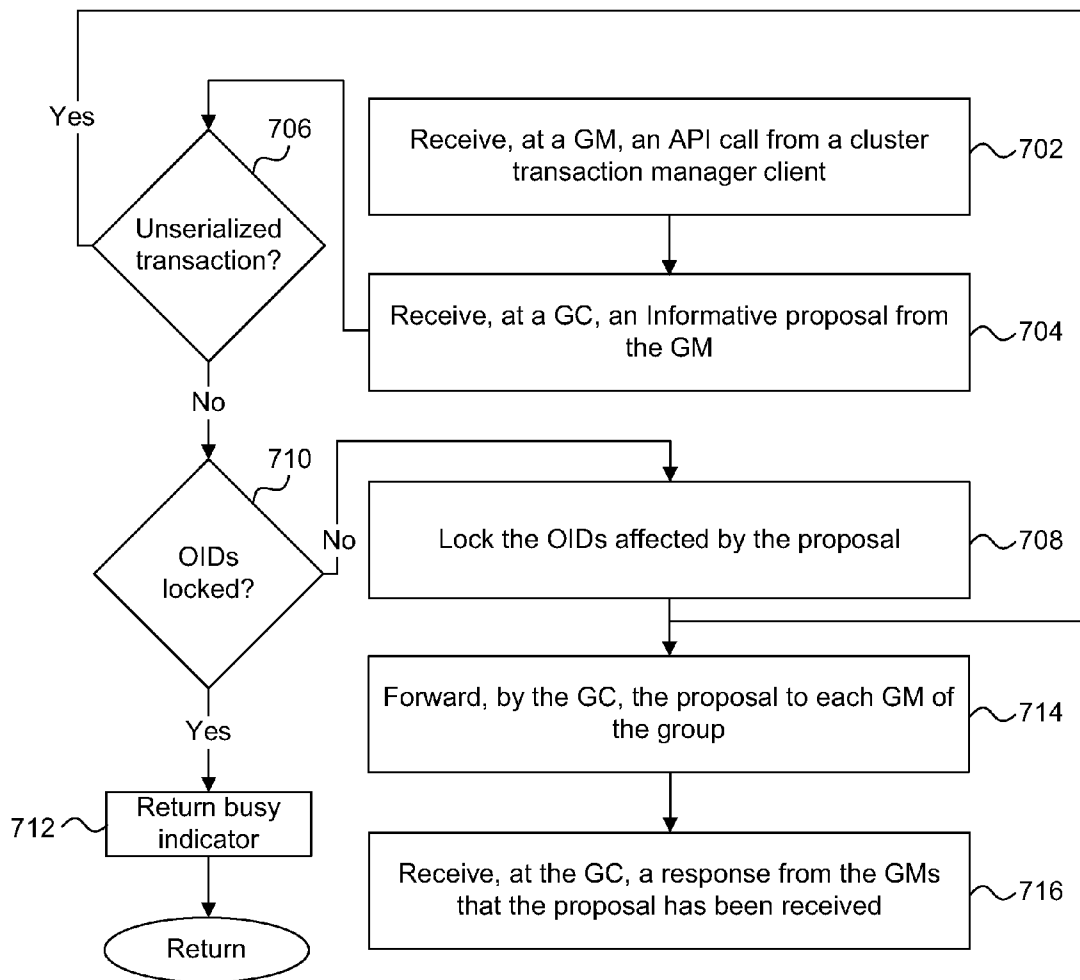 Yes
706
Receive, at a GM, an API call from a cluster
transaction manager client
702
Unserialized
transaction?
Receive, at a GC, an Informative proposal from
the GM
704
No
710
OIDs
locked?
No
Lock the OIDs affected by the proposal
708
Forward, by the GC, the proposal to each GM of
the group
714
Yes
712
Return busy
indicator
Receive, at the GC, a response from the GMs
that the proposal has been received
716
Return